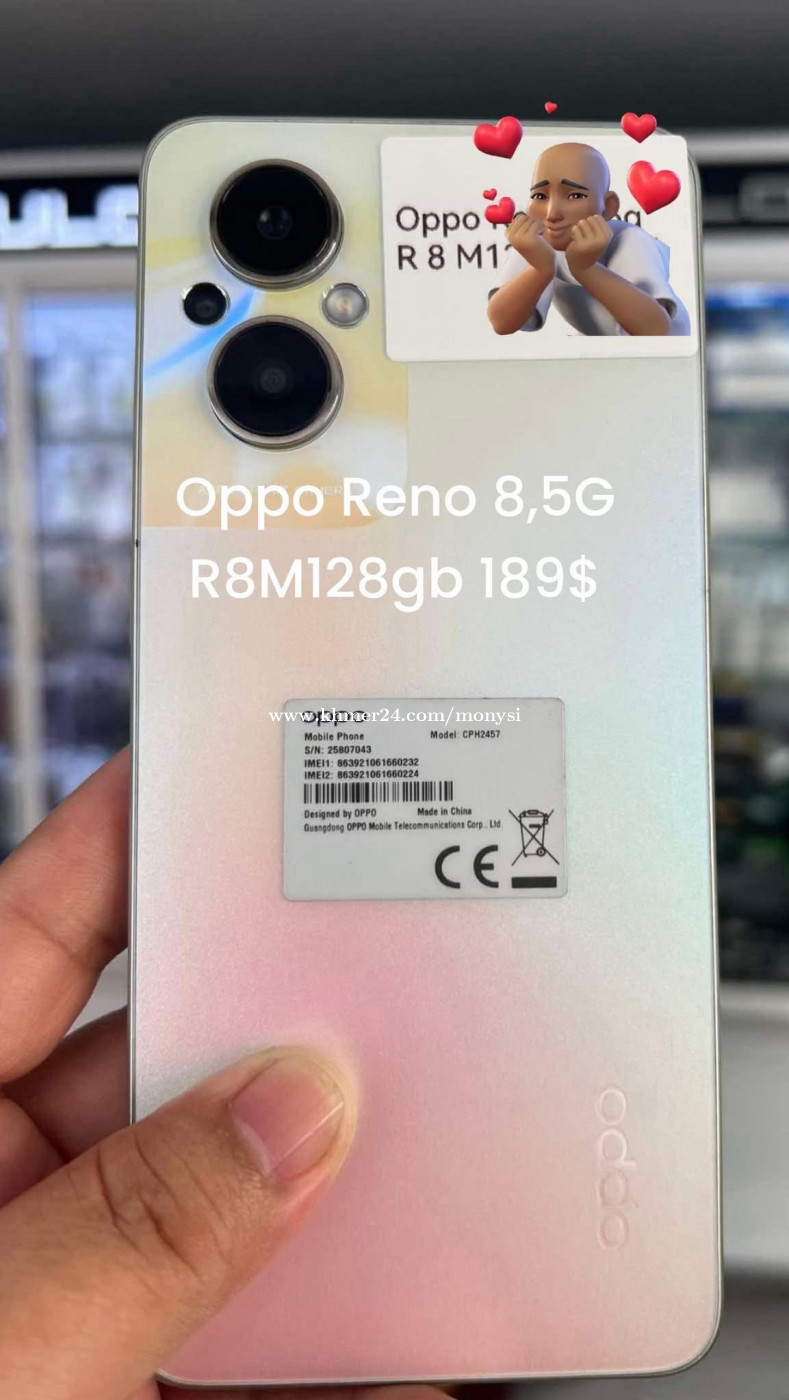 Oppo
R 8 M1
Oppo Reno 8,5G
R8M128gb 189$
oppo
www.khmer24.com/monysi
Mobile Phone Model: CPH2457
S/N: 25807043
IMEI1: 863921061660232
IMEI2: 863921061660224
Designed by OPPO Made in China
Guangdong OPPO Mobile Telecommunications Corp., Ltd.
CE
oppo